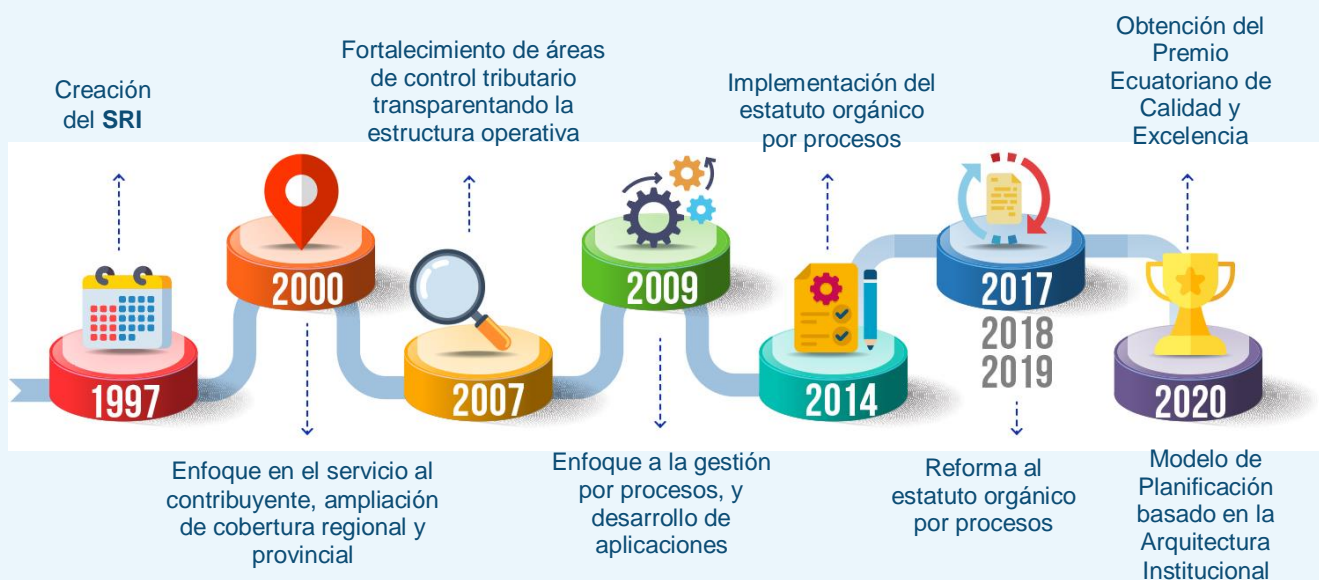 Creación
del SRI
1997
2000
Enfoque en el servicio al
contribuyente, ampliación
de cobertura regional y
provincial
Fortalecimiento de áreas
de control tributario
transparentando la
estructura operativa
2007
2009
Enfoque a la gestión
por procesos, y
desarrollo de
aplicaciones
Implementación del
estatuto orgánico
por procesos
2014
2017
2018
2019
Reforma al
estatuto orgánico
por procesos
Obtención del
Premio
Ecuatoriano de
Calidad y
Excelencia
2020
Modelo de
Planificación
basado en la
Arquitectura
Institucional